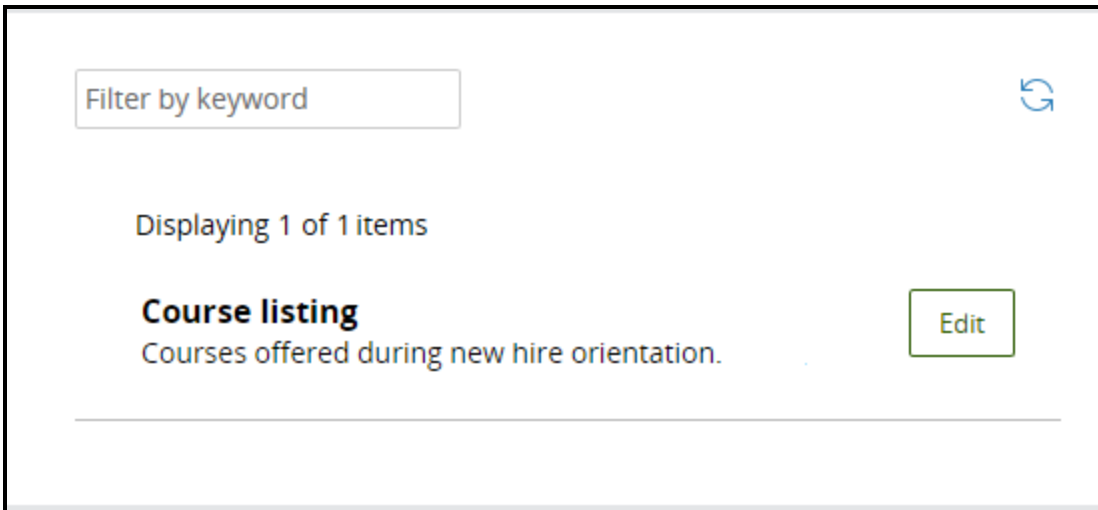 Filter by keyword
Displaying 1 of 1 items
Course listing
Edit
Courses offered during new hire orientation.